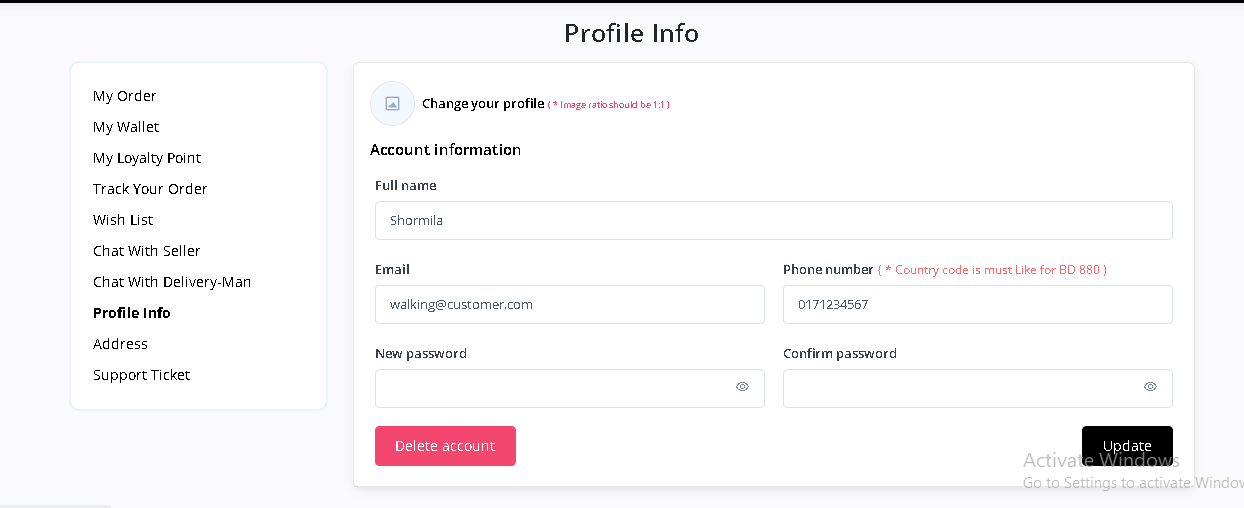 Profile Info
My Order
My Wallet
My Loyalty Point
Track Your Order
Wish List
Chat With Seller
Chat With Delivery-Man
Profile Info
Address
Support Ticket
Change your profile ( * Image ratio should be 1:1 )
Account information
Full name
Shormila
Email
Phone number ( * Country code is must Like for BD 880 )
walking@customer.com
0171234567
New password
Confirm password
Delete account
Update
Activate Windows
Go to Settings to activate Window